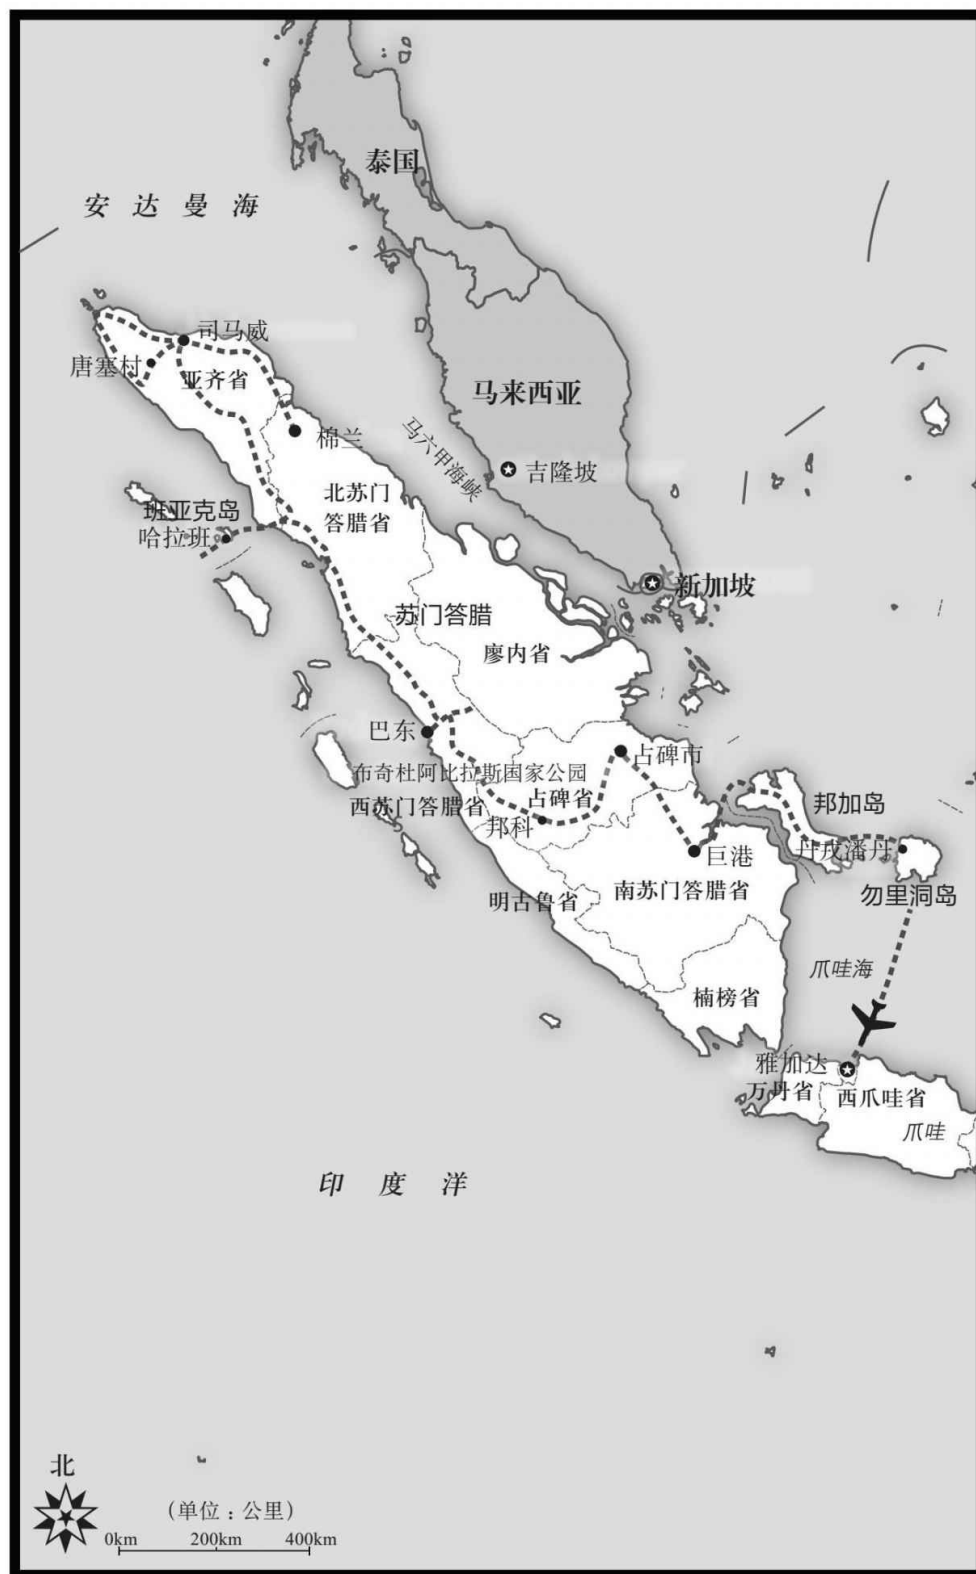 泰国
安达曼海
司马威
唐塞村
亚齐省
马来西亚
棉兰
马六甲海峡
吉隆坡
北苏门
答腊省
班亚克岛
哈拉班
新加坡
苏门答腊
廖内省
巴东
占碑市
布奇杜阿比拉斯国家公园
占碑省
西苏门答腊省
邦科
邦加岛
丹戎潘丹
巨港
南苏门答腊省
明古鲁省
勿里洞岛
爪哇海
楠榜省
雅加达
万丹省
西爪哇省
爪哇
印度洋
北
（单位：公里）
0km 200km 400km